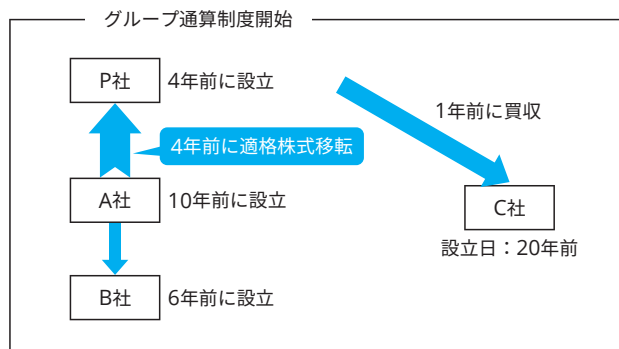 グループ通算制度開始
P社
4年前に設立
1年前に買収
4年前に適格株式移転
A社
10年前に設立
C社
設立日：20年前
B社
6年前に設立